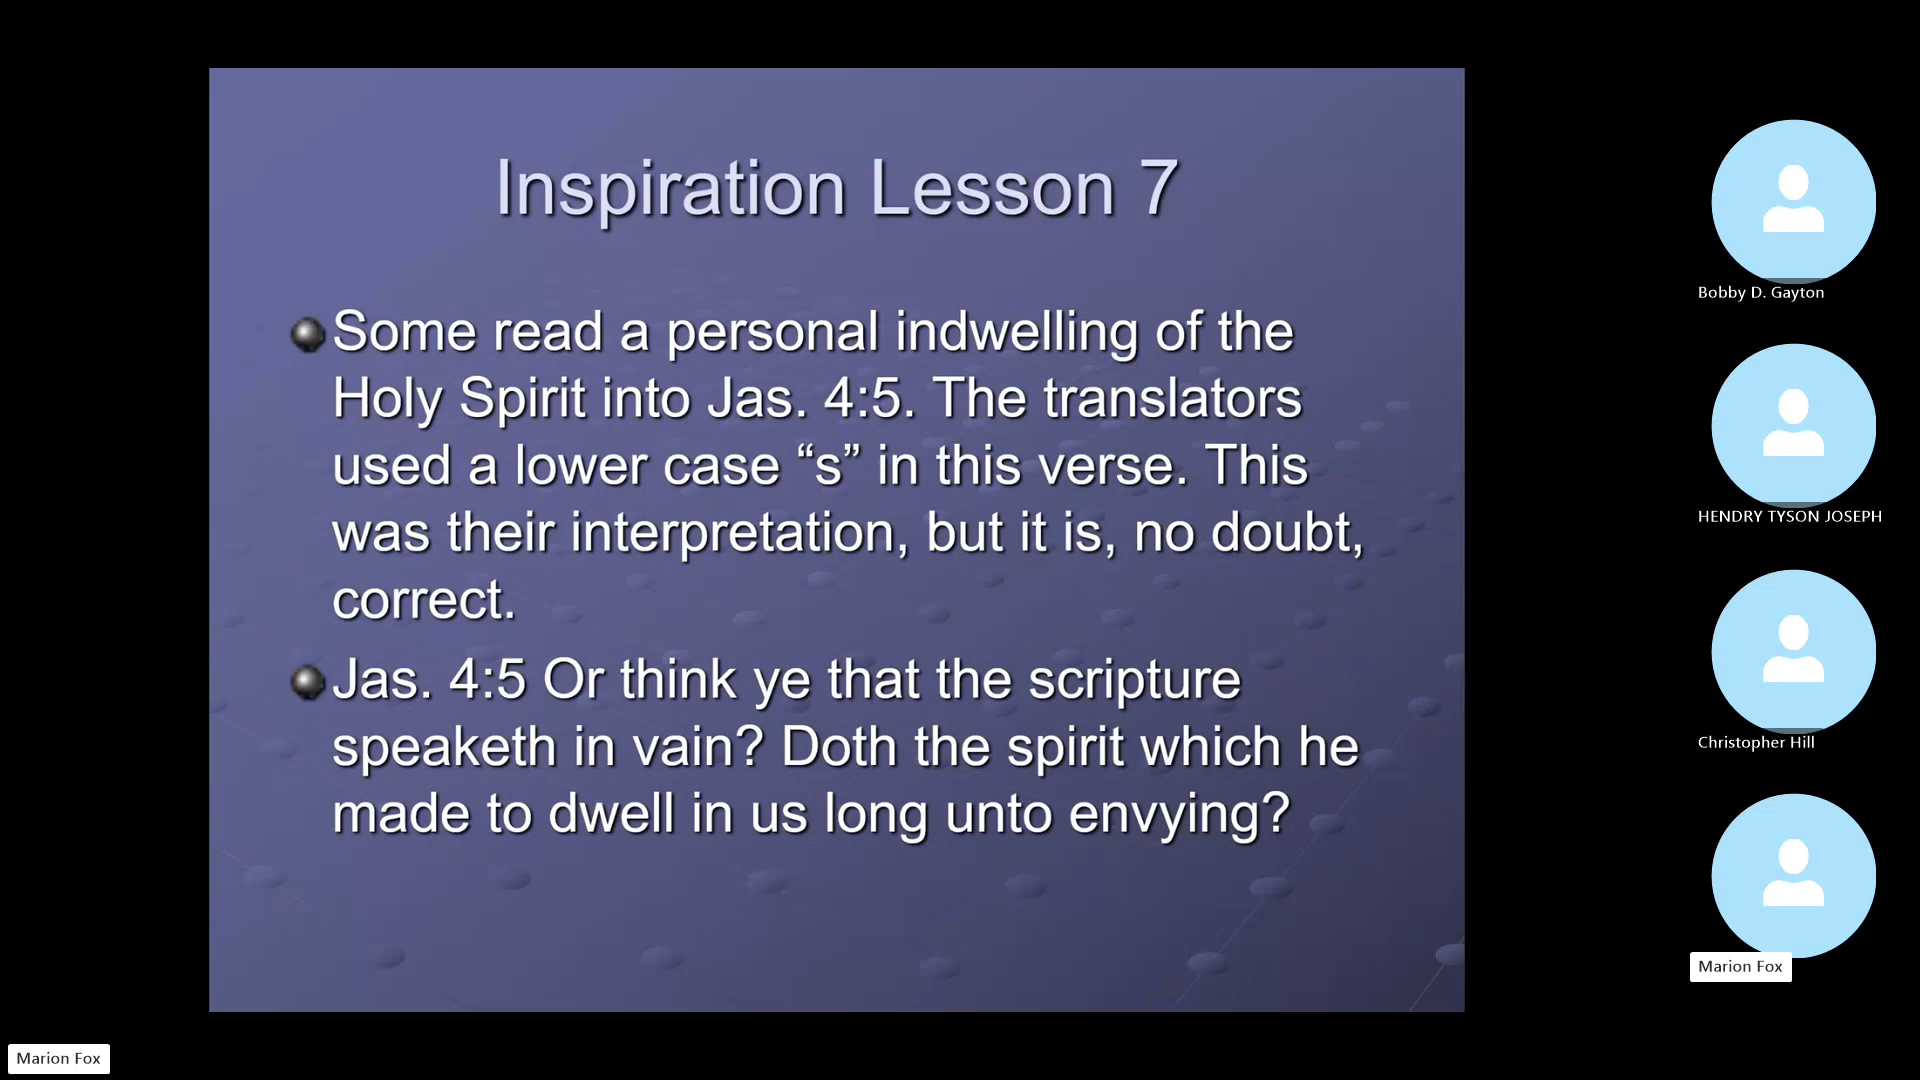 Inspiration Lesson 7
Some read a personal indwelling of the
Holy Spirit into Jas. 4:5. The translators
used a lower case “s” in this verse. This
was their interpretation, but it is, no doubt,
correct.
Jas. 4:5 Or think ye that the scripture
speaketh in vain? Doth the spirit which he
made to dwell in us long unto envying?
Bobby D. Gayton
HENDRY TYSON JOSEPH
Christopher Hill
Marion Fox
Marion Fox